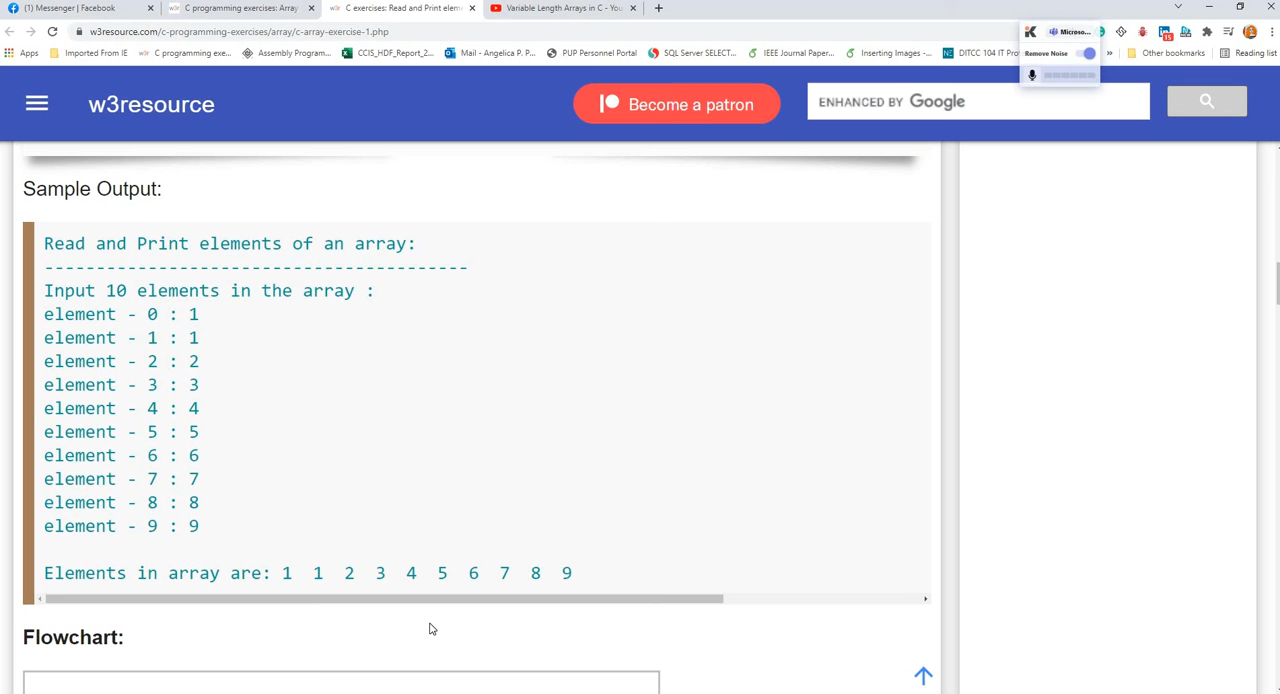 (1) Messenger | Facebook
C programming exercises: Array
C exercises: Read and Print elem
Variable Length Arrays in C - You
w3resource.com/c-programming-exercises/array/c-array-exercise-1.php
Microso...
Apps
Imported From IE
C programming exe...
Assembly Program...
CCIS_HDF_Report_2...
Mail - Angelica P. P...
PUP Personnel Portal
SQL Server SELECT...
IEEE Journal Paper...
Inserting Images -...
DITCC 104 IT Pro
Remove Noise
»
Other bookmarks
Reading list
15
w3resource
Become a patron
ENHANCED BY Google
Sample Output:
Read and Print elements of an array:
-----------------------------------------
Input 10 elements in the array :
element - 0 : 1
element - 1 : 1
element - 2 : 2
element - 3 : 3
element - 4 : 4
element - 5 : 5
element - 6 : 6
element - 7 : 7
element - 8 : 8
element - 9 : 9
Elements in array are: 1 1 2 3 4 5 6 7 8 9
Flowchart: